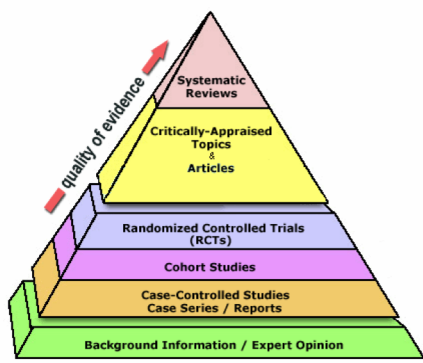 quality of evidence
Systematic
Reviews
Critically-Appraised
Topics
&
Articles
Randomized Controlled Trials
(RCTs)
Cohort Studies
Case-Controlled Studies
Case Series / Reports
Background Information / Expert Opinion